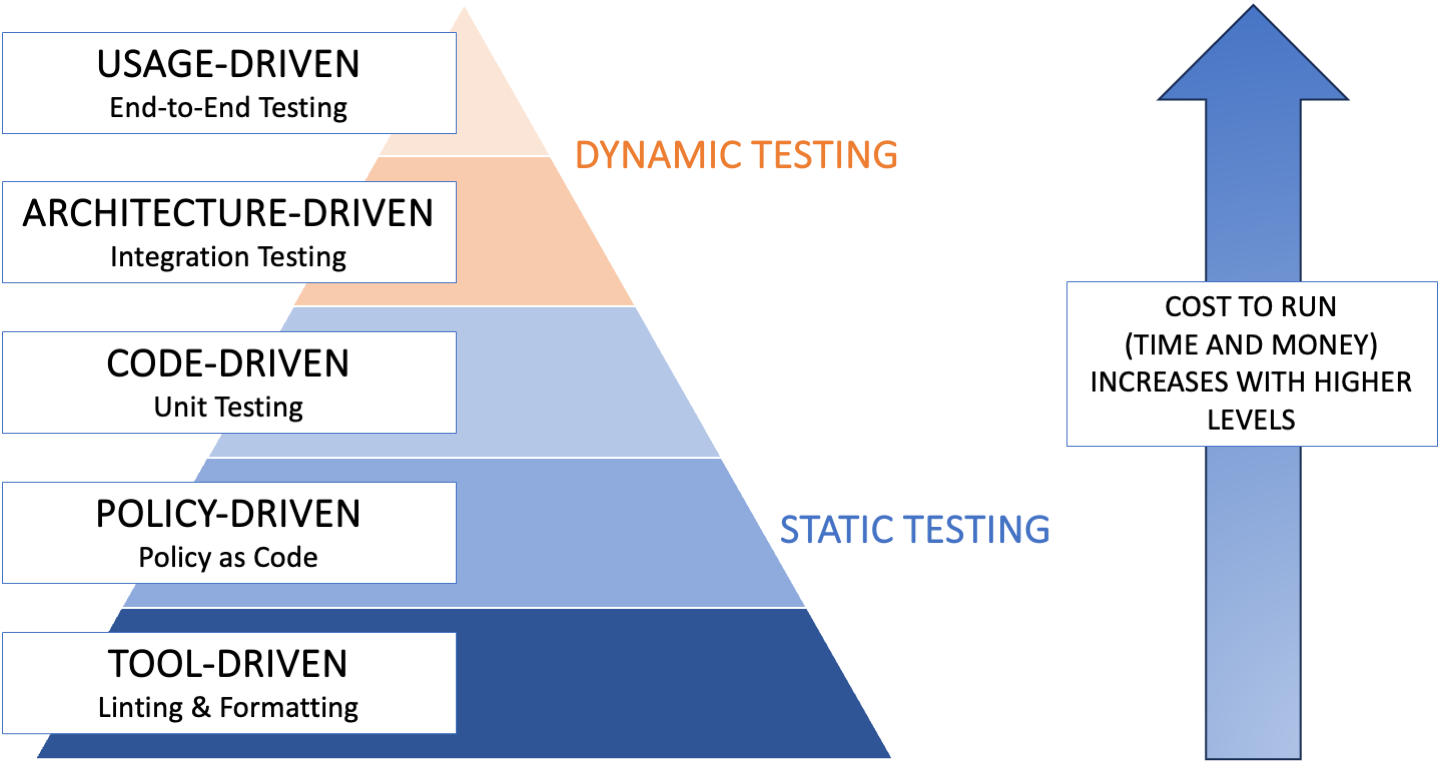 USAGE-DRIVEN
End-to-End Testing
DYNAMIC TESTING
ARCHITECTURE-DRIVEN
Integration Testing
CODE-DRIVEN
Unit Testing
POLICY-DRIVEN
Policy as Code
STATIC TESTING
TOOL-DRIVEN
Linting & Formatting
COST TO RUN
(TIME AND MONEY)
INCREASES WITH HIGHER
LEVELS